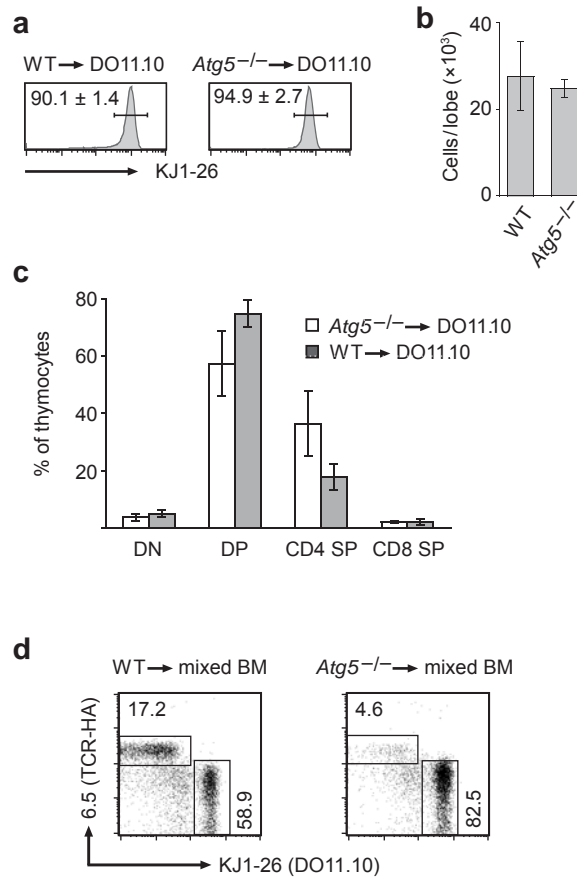 a
WT → DO11.10
Atg5–/– → DO11.10
90.1 ± 1.4
94.9 ± 2.7
KJ1-26
b
Cells/lobe (×10³)
40
20
0
WT
Atg5–/–
c
% of thymocytes
80
60
40
20
Atg5–/– → DO11.10
WT → DO11.10
DN
DP
CD4 SP
CD8 SP
d
WT → mixed BM
Atg5–/– → mixed BM
6.5 (TCR-HA)
17.2
58.9
4.6
82.5
KJ1-26 (DO11.10)